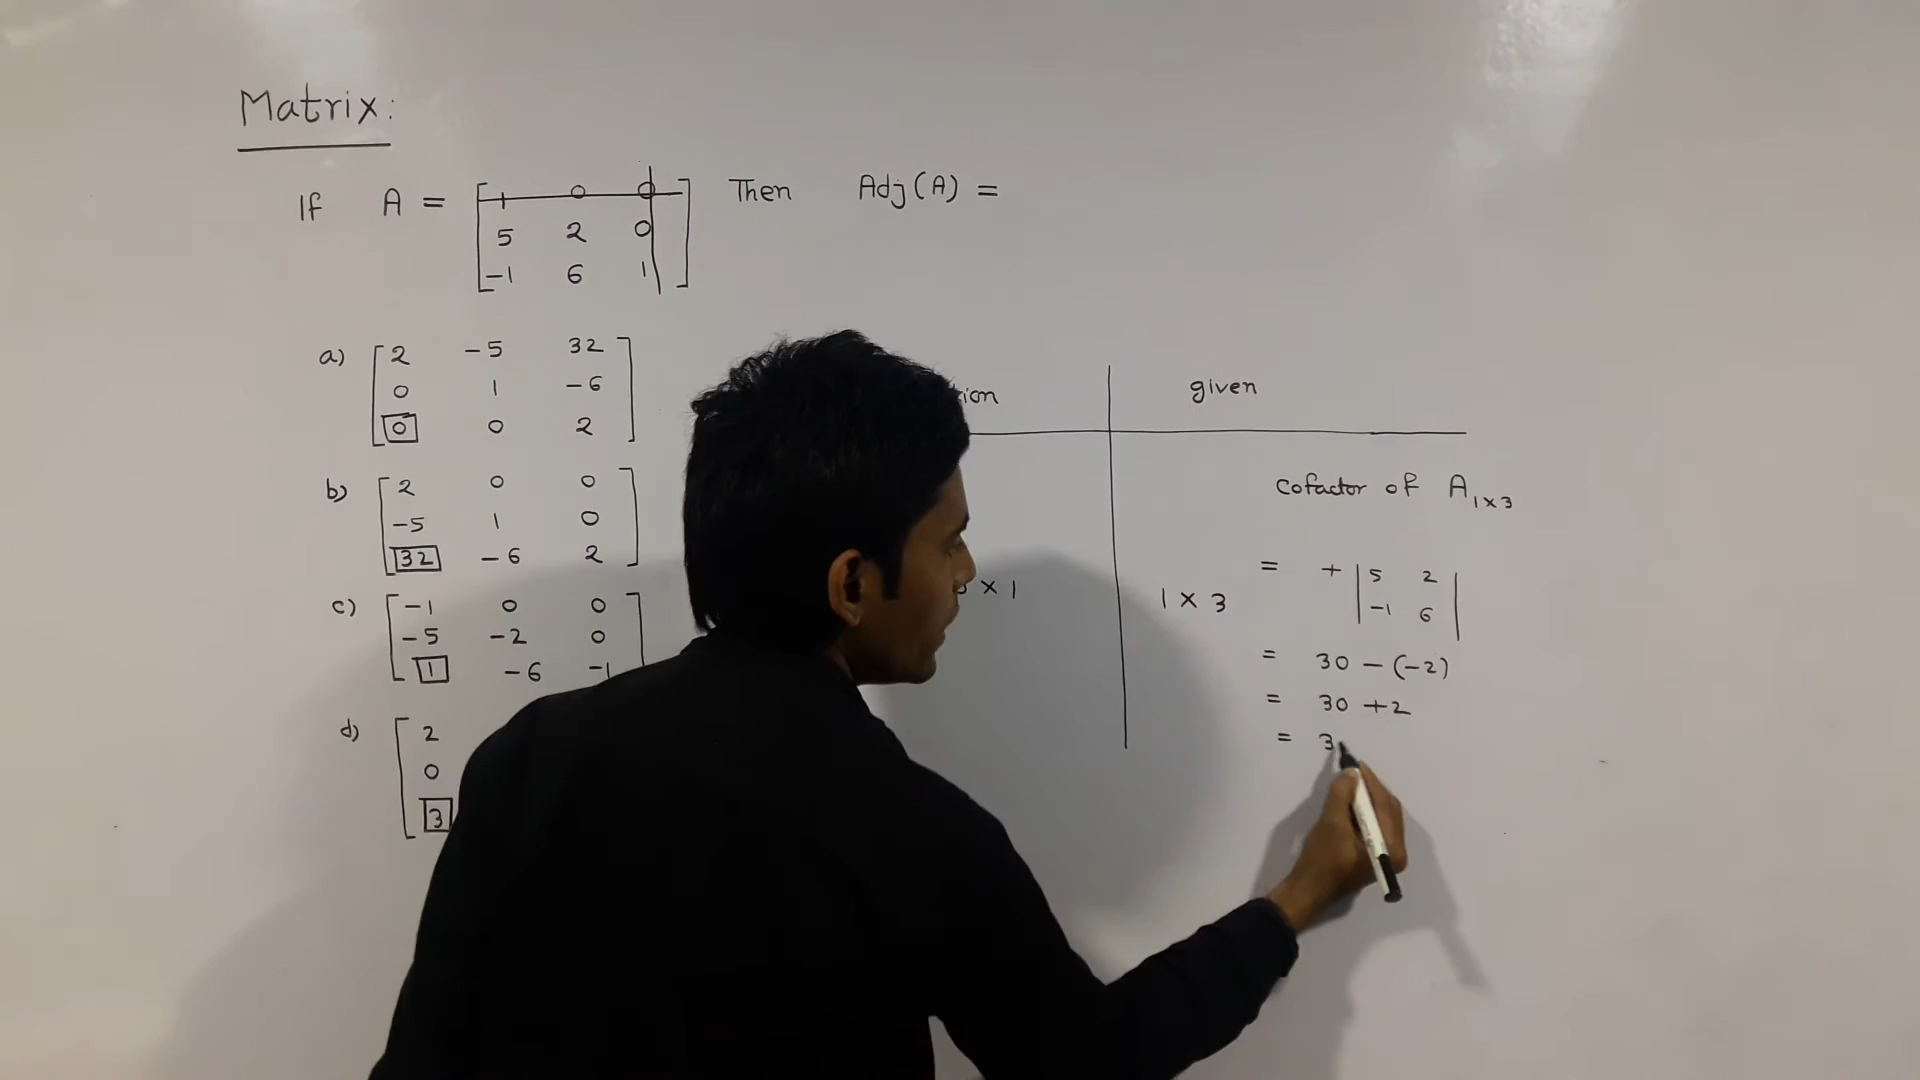 Matrix:
If A = [ 1 0 0 ] Then Adj(A) =
5 2 0
-1 6 1
a) [ 2 -5 32 ]
0 1 -6
0 0 2
b) [ 2 0 0 ]
-5 1 0
32 -6 2
c) [ -1 0 0 ]
-5 -2 0
1 -6 -1
d) [ 2
0
3
given
× 1
1 × 3
cofactor of A1×3
= + | 5 2 |
-1 6
= 30 - (-2)
= 30 + 2
= 3